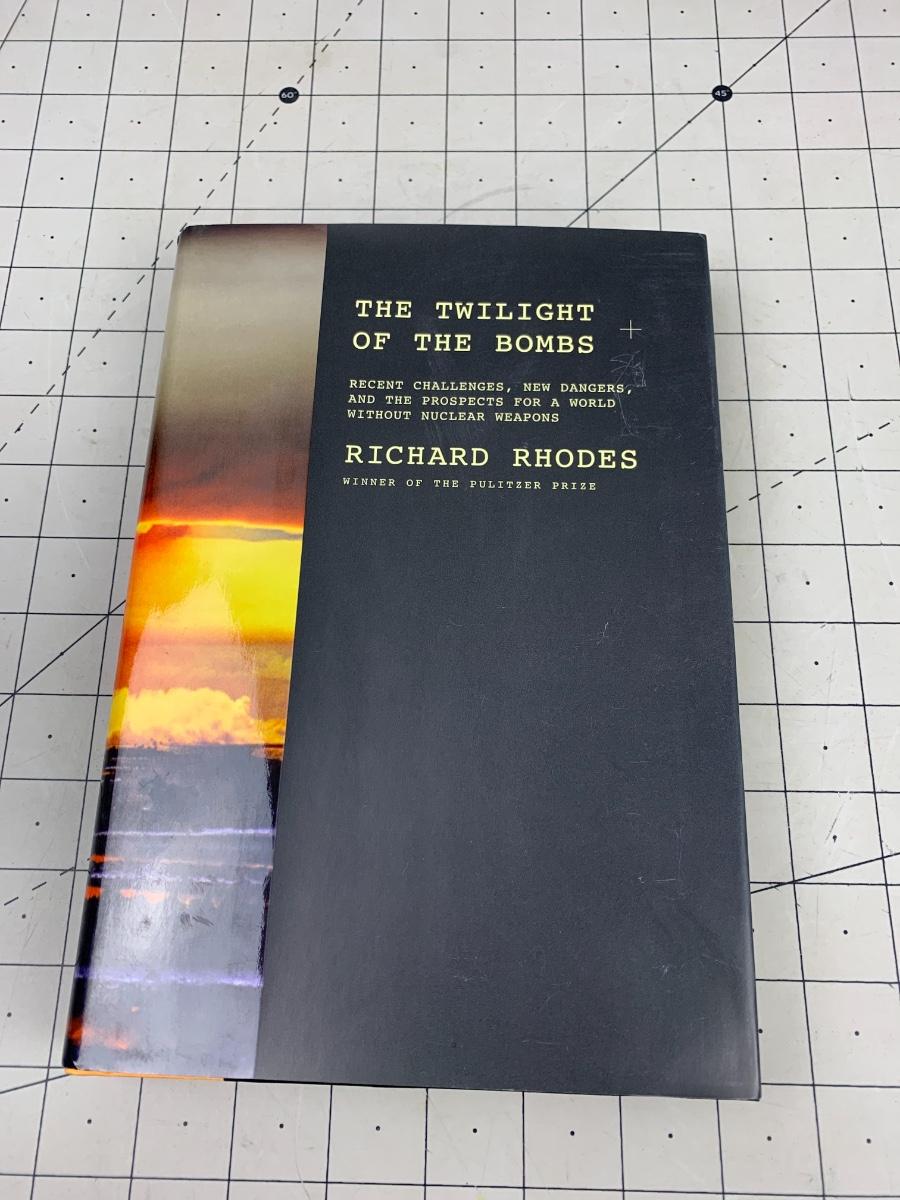 60°
45°
THE TWILIGHT
OF THE BOMBS
RECENT CHALLENGES, NEW DANGERS,
AND THE PROSPECTS FOR A WORLD
WITHOUT NUCLEAR WEAPONS
RICHARD RHODES
WINNER OF THE PULITZER PRIZE